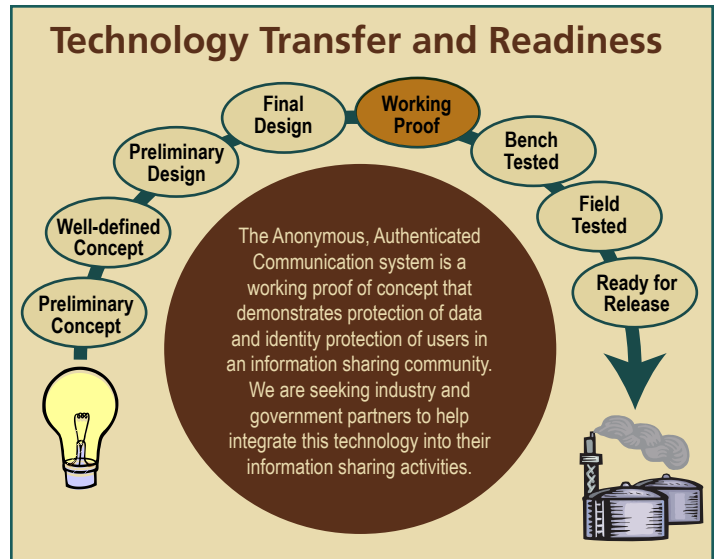 Technology Transfer and Readiness
Preliminary
Concept
Well-defined
Concept
Preliminary
Design
Final
Design
Working
Proof
Bench
Tested
Field
Tested
Ready for
Release
The Anonymous, Authenticated
Communication system is a
working proof of concept that
demonstrates protection of data
and identity protection of users in
an information sharing community.
We are seeking industry and
government partners to help
integrate this technology into their
information sharing activities.